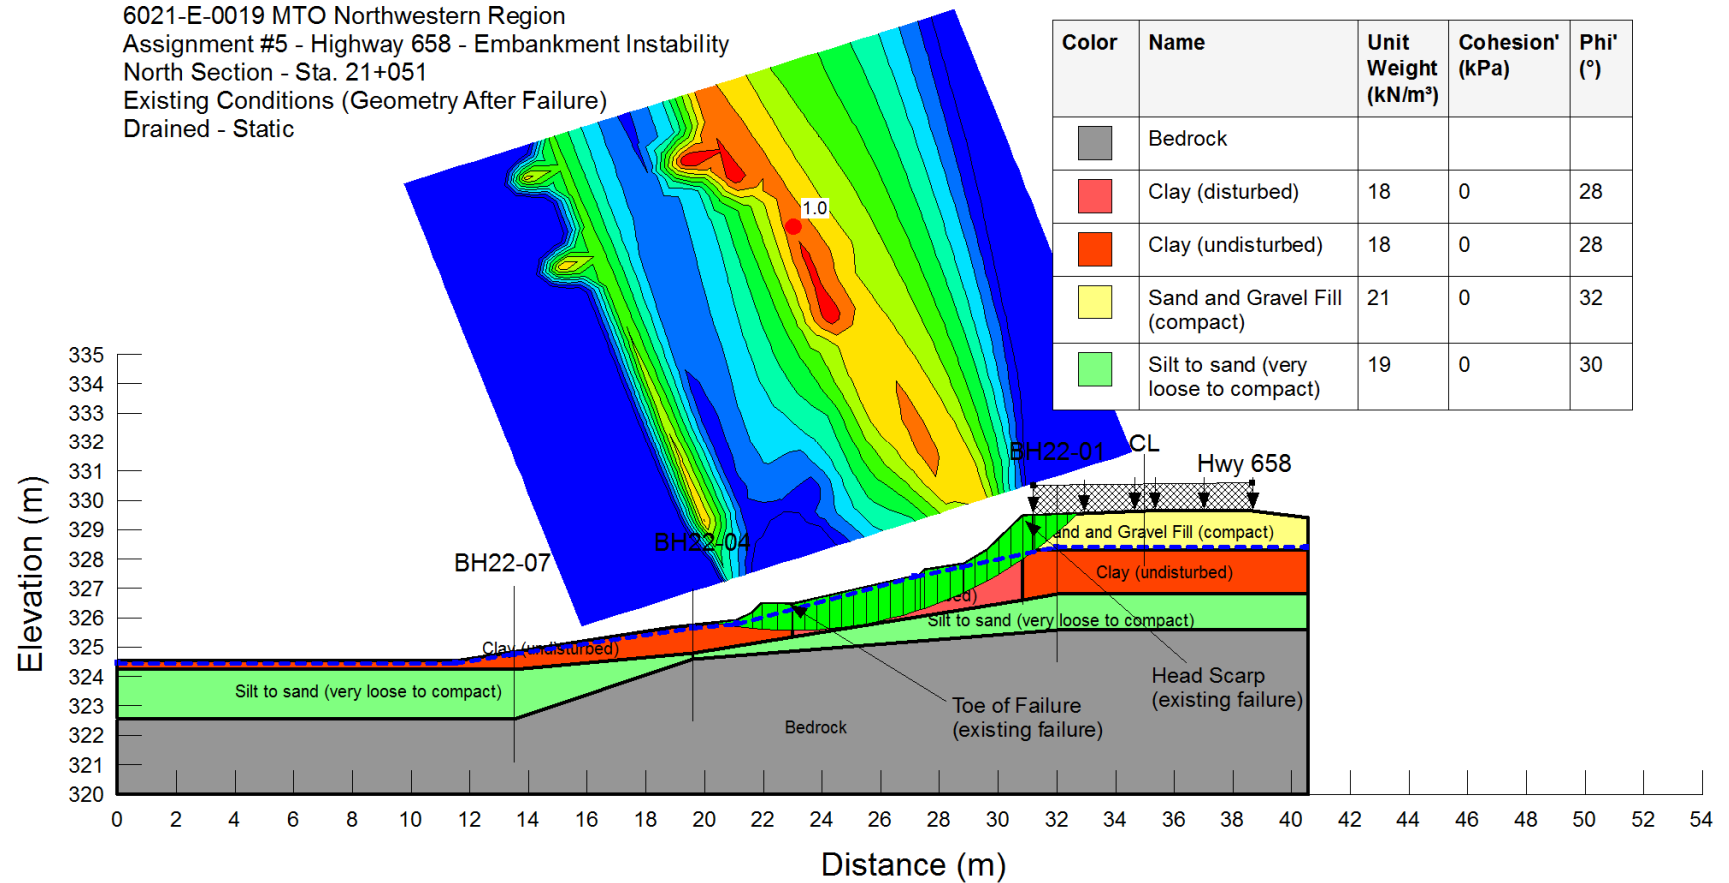 6021-E-0019 MTO Northwestern Region
Assignment #5 - Highway 658 - Embankment Instability
North Section - Sta. 21+051
Existing Conditions (Geometry After Failure)
Drained - Static
Color Name Unit Weight (kN/m³) Cohesion' (kPa) Phi' (°)
Bedrock
Clay (disturbed) 18 0 28
Clay (undisturbed) 18 0 28
Sand and Gravel Fill (compact) 21 0 32
Silt to sand (very loose to compact) 19 0 30
1.0
335
334
333
332
331
330
329
328
327
326
325
324
323
322
321
320
Elevation (m)
BH22-01
CL
Hwy 658
BH22-04
BH22-07
and Gravel Fill (compact)
Clay (undisturbed)
Silt to sand (very loose to compact)
Clay (undisturbed)
Silt to sand (very loose to compact)
Bedrock
Head Scarp
(existing failure)
Toe of Failure
(existing failure)
0 2 4 6 8 10 12 14 16 18 20 22 24 26 28 30 32 34 36 38 40 42 44 46 48 50 52 54
Distance (m)